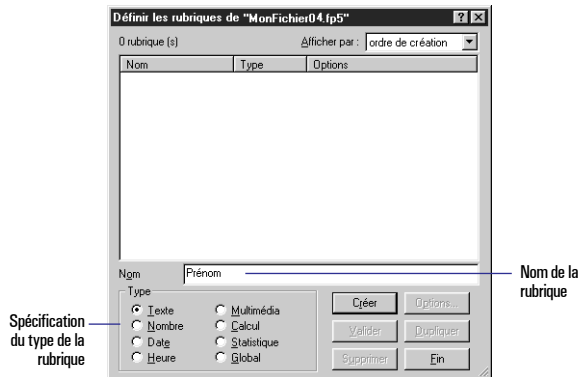 Définir les rubriques de "MonFichier04.fp5"
0 rubrique (s)
Afficher par : ordre de création
Nom Type Options
Nom Prénom
Nom de la
rubrique
Type
Texte Multimédia
Nombre Calcul
Date Statistique
Heure Global
Créer Options...
Valider Dupliquer
Supprimer Fin
Spécification
du type de la
rubrique